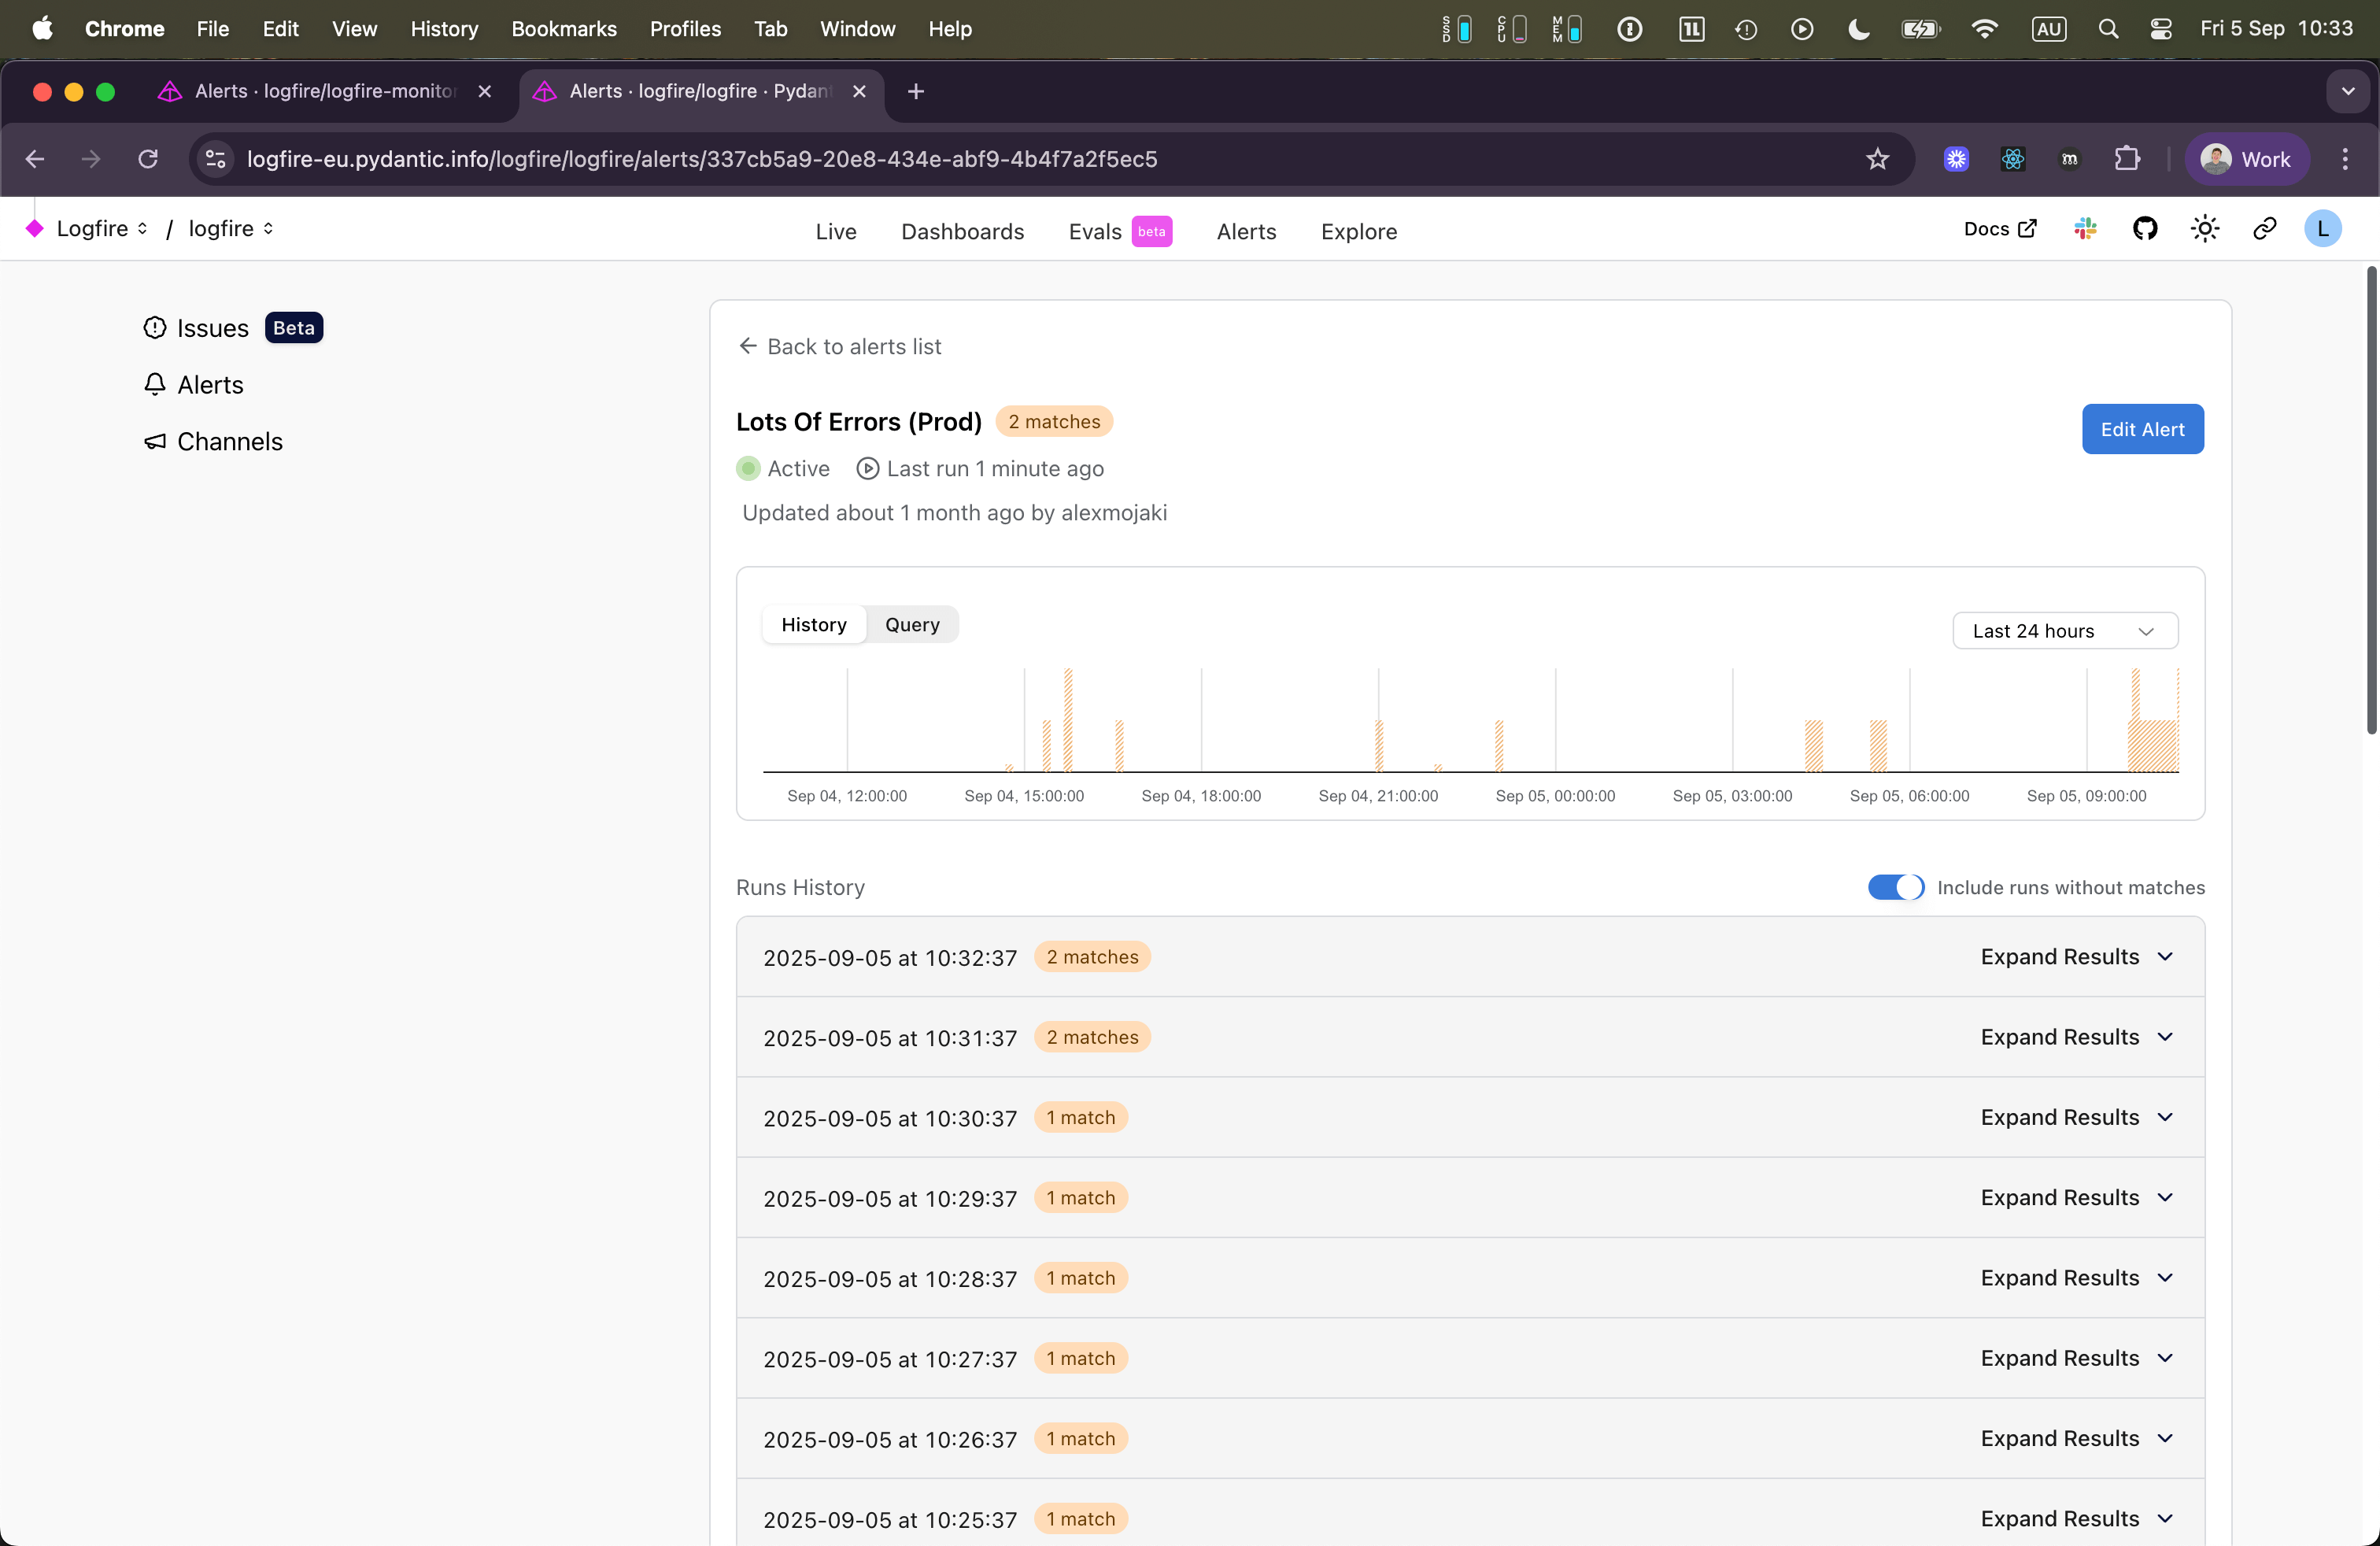 Chrome File Edit View History Bookmarks Profiles Tab Window Help SSD CPU MEM AU Fri 5 Sep 10:33
Alerts · logfire/logfire-monitor Alerts · logfire/logfire · Pydan
logfire-eu.pydantic.info/logfire/logfire/alerts/337cb5a9-20e8-434e-abf9-4b4f7a2f5ec5 m Work
Logfire / logfire Live Dashboards Evals beta Alerts Explore Docs L
Issues Beta
Alerts
Channels
Back to alerts list
Lots Of Errors (Prod) 2 matches Edit Alert
Active Last run 1 minute ago
Updated about 1 month ago by alexmojaki
History Query Last 24 hours
Sep 04, 12:00:00 Sep 04, 15:00:00 Sep 04, 18:00:00 Sep 04, 21:00:00 Sep 05, 00:00:00 Sep 05, 03:00:00 Sep 05, 06:00:00 Sep 05, 09:00:00
Runs History Include runs without matches
2025-09-05 at 10:32:37 2 matches Expand Results
2025-09-05 at 10:31:37 2 matches Expand Results
2025-09-05 at 10:30:37 1 match Expand Results
2025-09-05 at 10:29:37 1 match Expand Results
2025-09-05 at 10:28:37 1 match Expand Results
2025-09-05 at 10:27:37 1 match Expand Results
2025-09-05 at 10:26:37 1 match Expand Results
2025-09-05 at 10:25:37 1 match Expand Results